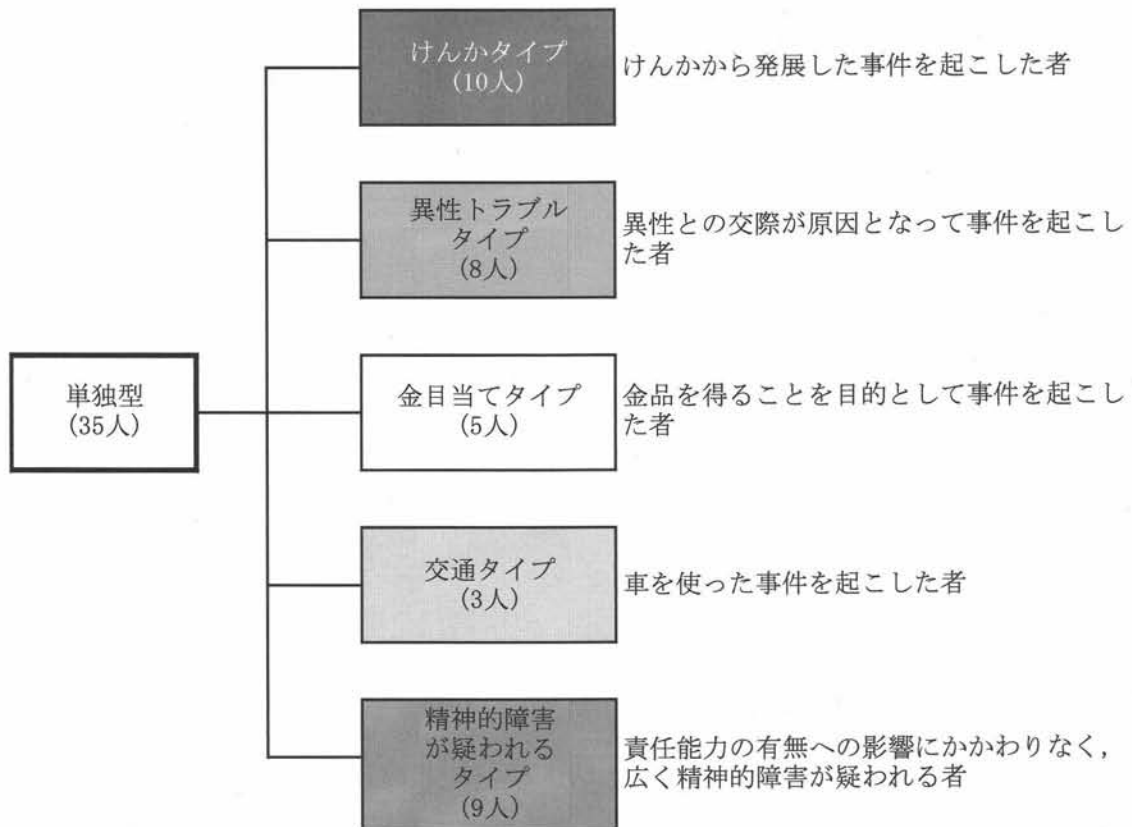 けんかタイプ
(10人)
けんかから発展した事件を起こした者
異性トラブル
タイプ
(8人)
異性との交際が原因となって事件を起こし
た者
単独型
(35人)
金目当てタイプ
(5人)
金品を得ることを目的として事件を起こし
た者
交通タイプ
(3人)
車を使った事件を起こした者
精神的障害
が疑われる
タイプ
(9人)
責任能力の有無への影響にかかわりなく，
広く精神的障害が疑われる者